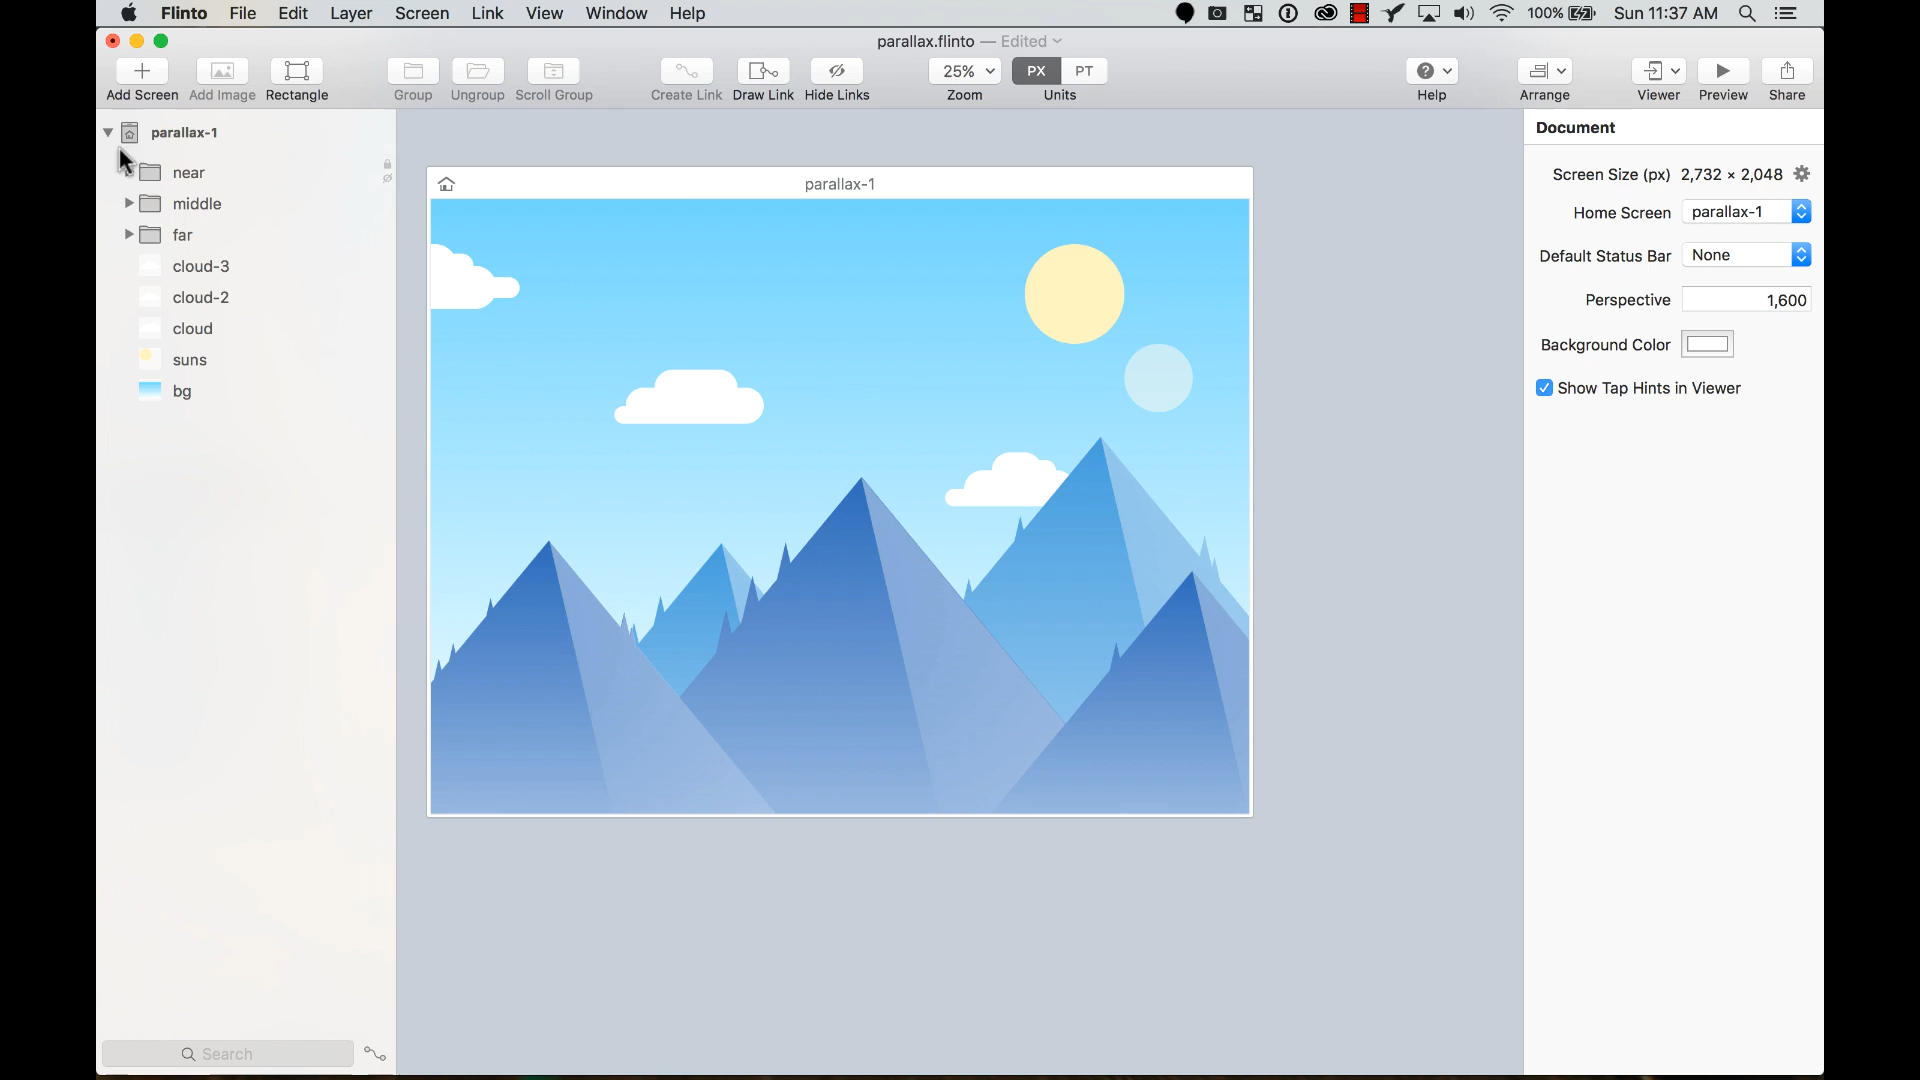 Flinto File Edit Layer Screen Link View Window Help 100% Sun 11:37 AM
parallax.flinto — Edited
25% PX PT
Add Screen Add Image Rectangle Group Ungroup Scroll Group Create Link Draw Link Hide Links Zoom Units Help Arrange Viewer Preview Share
parallax-1
near
middle
far
cloud-3
cloud-2
cloud
suns
bg
Search
parallax-1
Document
Screen Size (px) 2,732 × 2,048
Home Screen parallax-1
Default Status Bar None
Perspective 1,600
Background Color
Show Tap Hints in Viewer